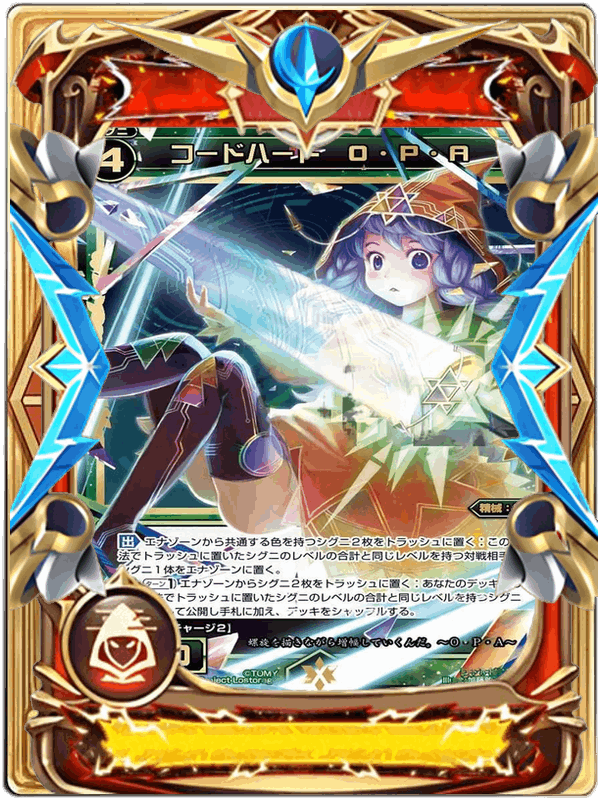 4 コードハート O・P・A
精械:
出 エナゾーンから共通する色を持つシグニ2枚をトラッシュに置く:この
法でトラッシュに置いたシグニのレベルの合計と同じレベルを持つ対戦相手
グニ1体をエナゾーンに置く。
ターン1)エナゾーンからシグニ2枚をトラッシュに置く:あなたのデッキ
でトラッシュに置いたシグニのレベルの合計と同じレベルを持つシグニ
て公開し手札に加え、デッキをシャッフルする。
チャージ2】
螺旋を描きながら増幅していくんだ。~O・P・A~
©TOMY
elect Lostor